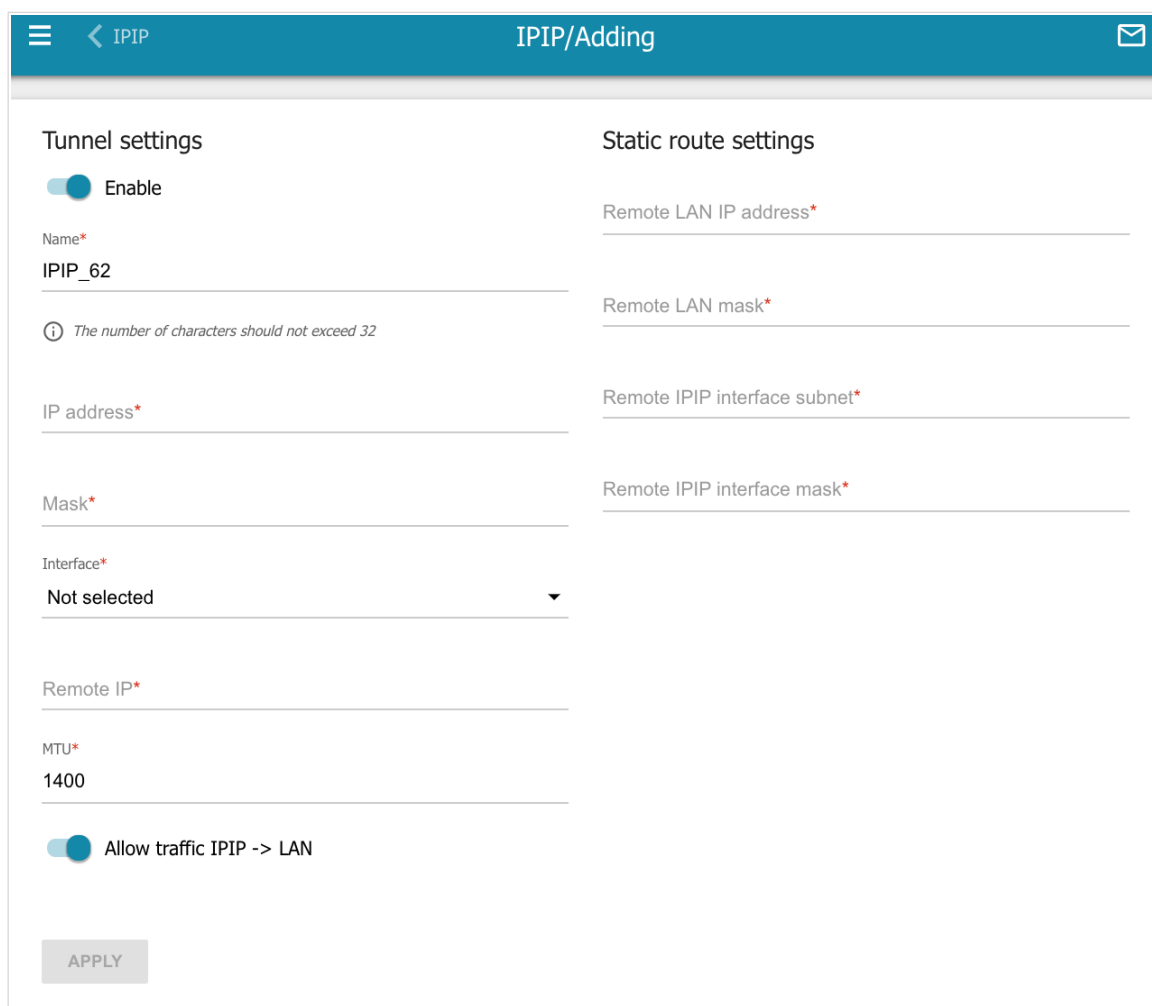 IPIP
IPIP/Adding
Tunnel settings
Enable
Name*
IPIP_62
The number of characters should not exceed 32
IP address*
Mask*
Interface*
Not selected
Remote IP*
MTU*
1400
Allow traffic IPIP -> LAN
APPLY
Static route settings
Remote LAN IP address*
Remote LAN mask*
Remote IPIP interface subnet*
Remote IPIP interface mask*